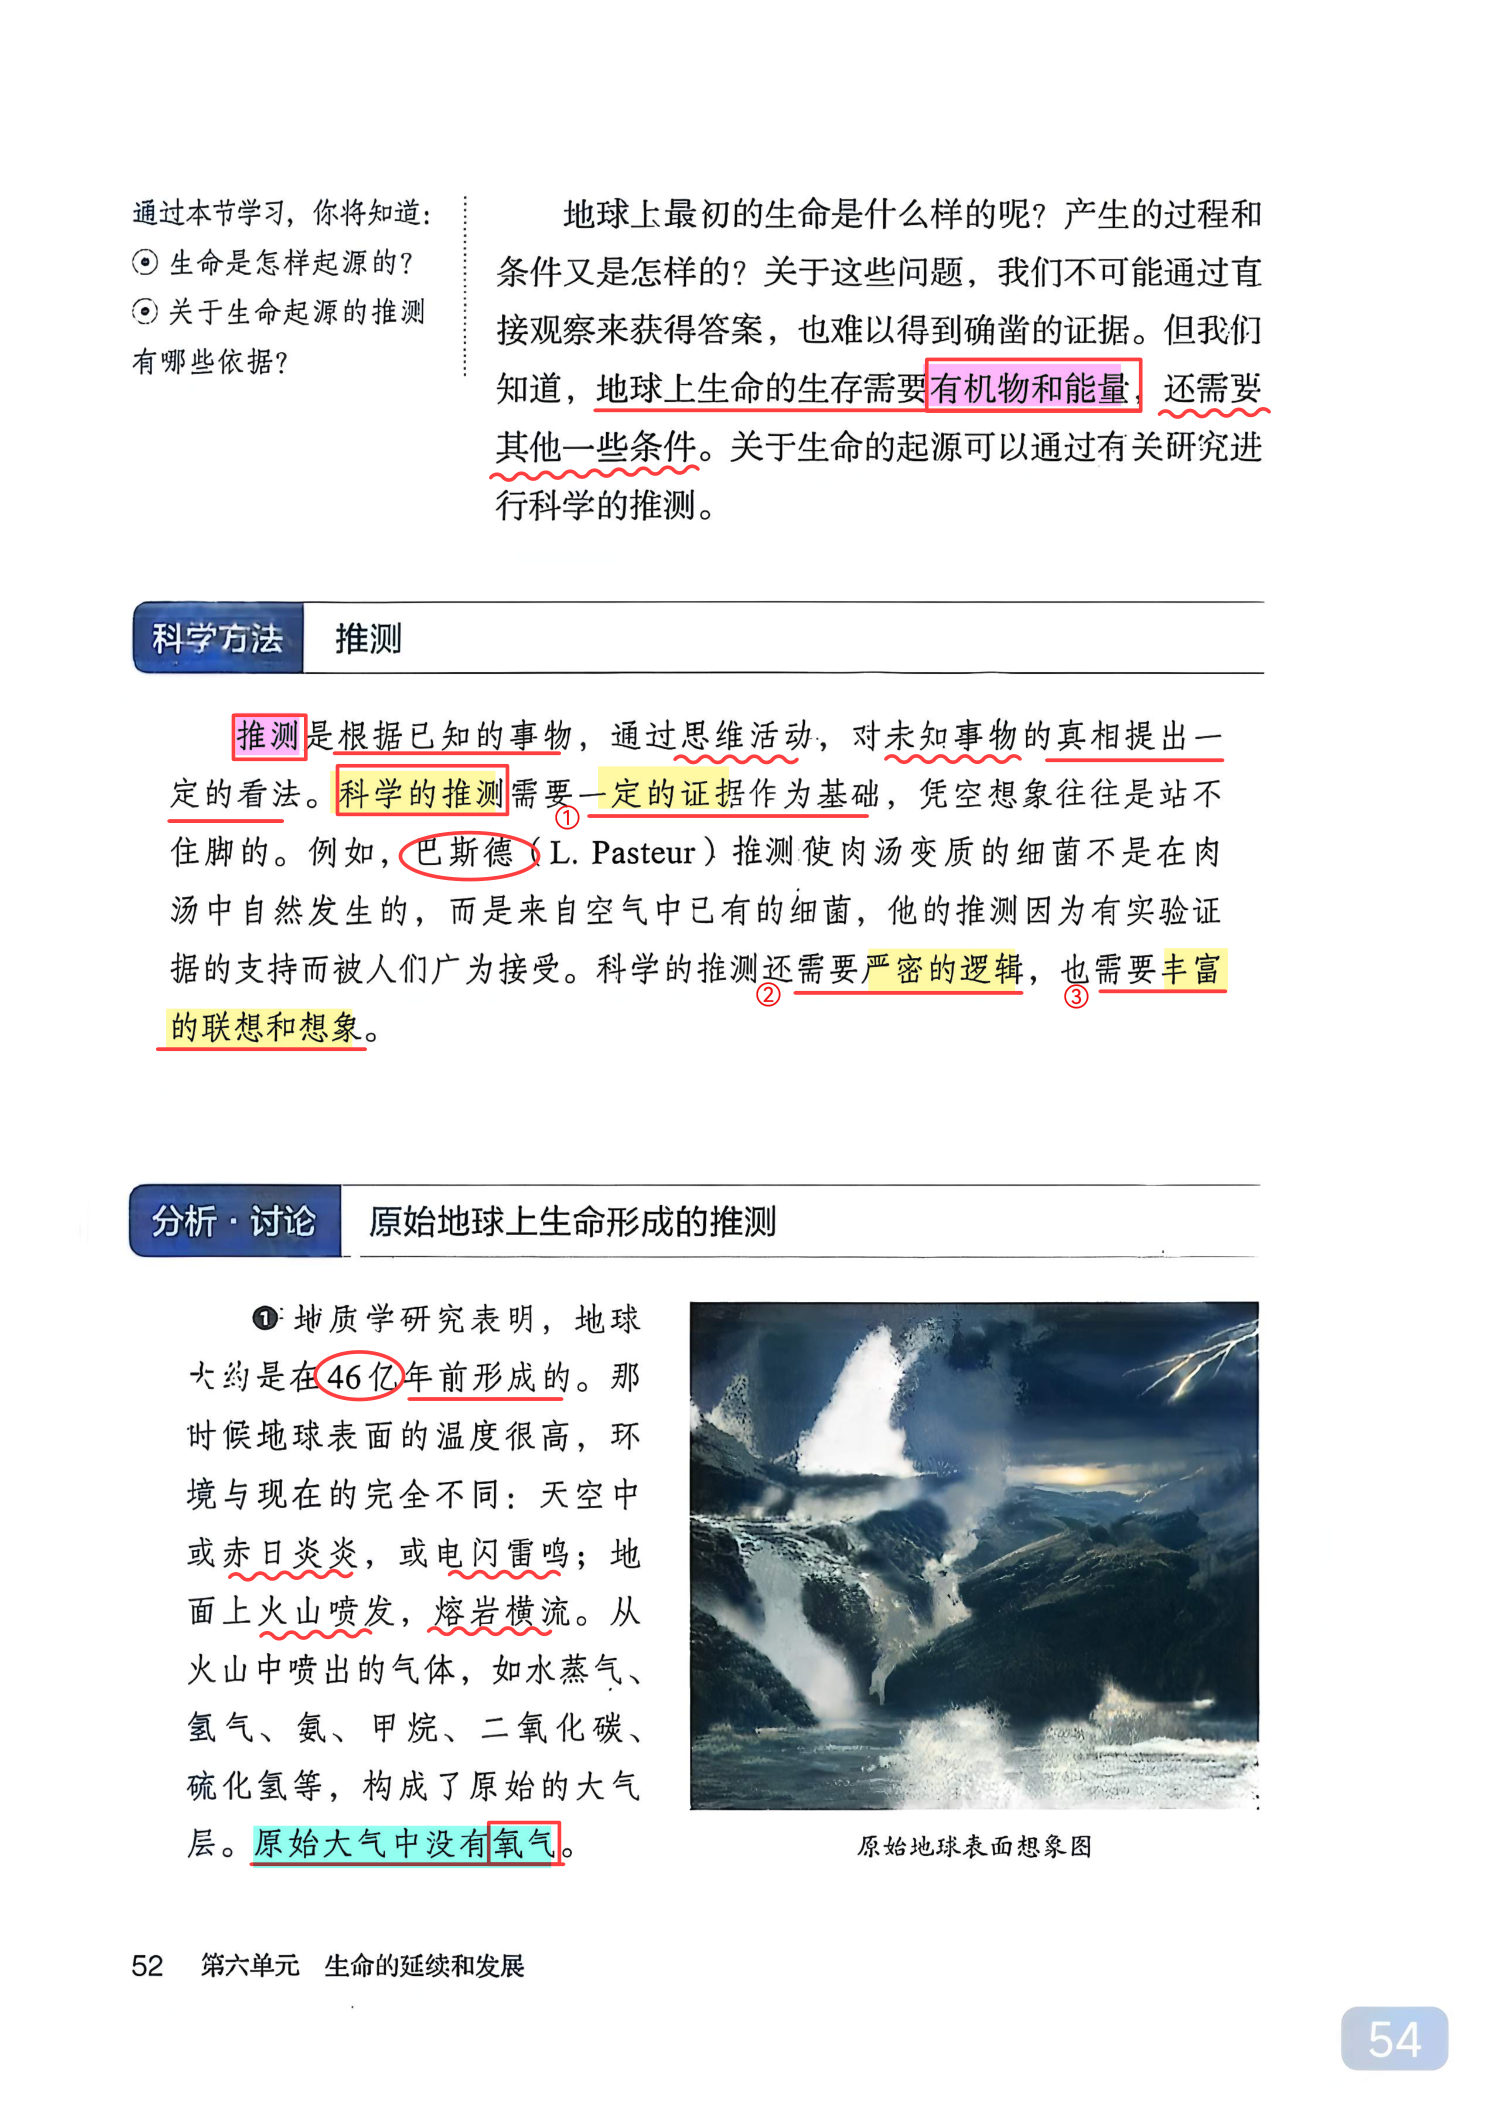 通过本节学习，你将知道：
⊙ 生命是怎样起源的？
⊙ 关于生命起源的推测
有哪些依据？
地球上最初的生命是什么样的呢？产生的过程和
条件又是怎样的？关于这些问题，我们不可能通过直
接观察来获得答案，也难以得到确凿的证据。但我们
知道，地球上生命的生存需要有机物和能量，还需要
其他一些条件。关于生命的起源可以通过有关研究进
行科学的推测。
科学方法 推测
推测是根据已知的事物，通过思维活动，对未知事物的真相提出一
定的看法。科学的推测需要一定的证据作为基础，凭空想象往往是站不
①
住脚的。例如，巴斯德（L. Pasteur）推测使肉汤变质的细菌不是在肉
汤中自然发生的，而是来自空气中已有的细菌，他的推测因为有实验证
据的支持而被人们广为接受。科学的推测还需要严密的逻辑，也需要丰富
② ③
的联想和想象。
分析·讨论 原始地球上生命形成的推测
❶ 地质学研究表明，地球
大约是在46亿年前形成的。那
时候地球表面的温度很高，环
境与现在的完全不同：天空中
或赤日炎炎，或电闪雷鸣；地
面上火山喷发，熔岩横流。从
火山中喷出的气体，如水蒸气、
氢气、氨、甲烷、二氧化碳、
硫化氢等，构成了原始的大气
层。原始大气中没有氧气。
原始地球表面想象图
52 第六单元 生命的延续和发展
54